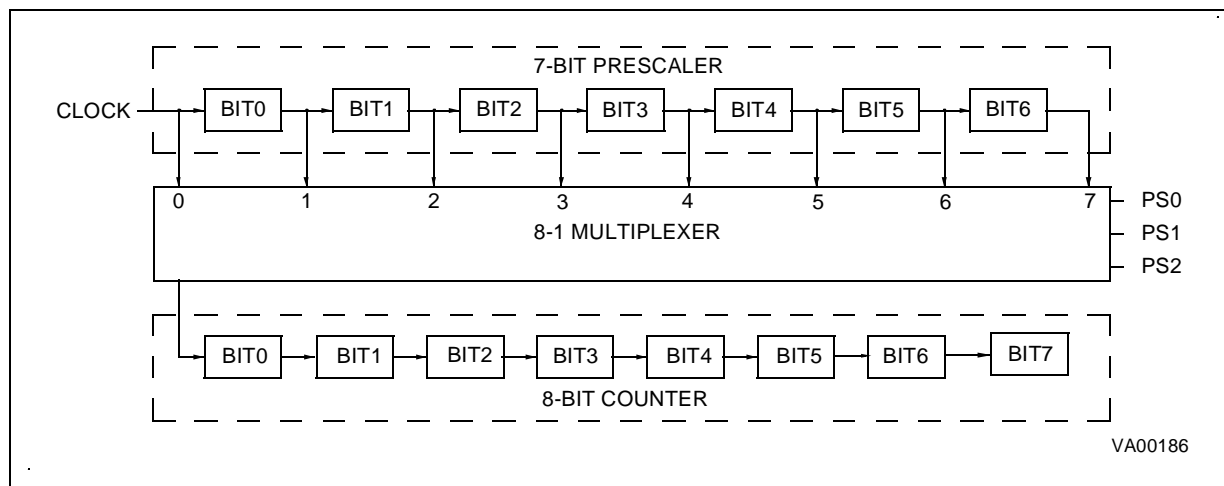 7-BIT PRESCALER
CLOCK BIT0 BIT1 BIT2 BIT3 BIT4 BIT5 BIT6
0 1 2 3 4 5 6 7 PS0
8-1 MULTIPLEXER PS1
PS2
BIT0 BIT1 BIT2 BIT3 BIT4 BIT5 BIT6 BIT7
8-BIT COUNTER
VA00186